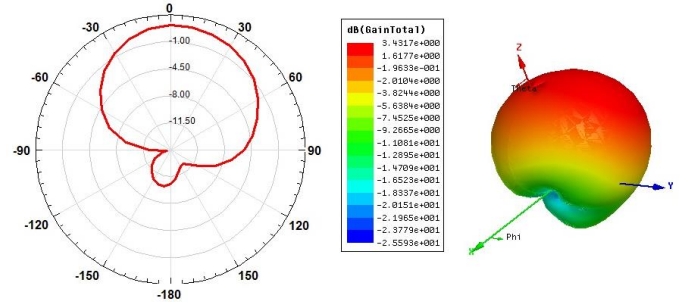 0
-30
30
-1.00
-60
60
-4.50
-8.00
-11.50
-90
90
-120
120
-150
150
-180
dB(GainTotal)
3.4317e+000
1.6177e+000
-1.9633e-001
-2.0104e+000
-3.8244e+000
-5.6384e+000
-7.4525e+000
-9.2665e+000
-1.1081e+001
-1.2895e+001
-1.4709e+001
-1.6523e+001
-1.8337e+001
-2.0151e+001
-2.1965e+001
-2.3779e+001
-2.5593e+001
Z
Theta
Y
Phi
X